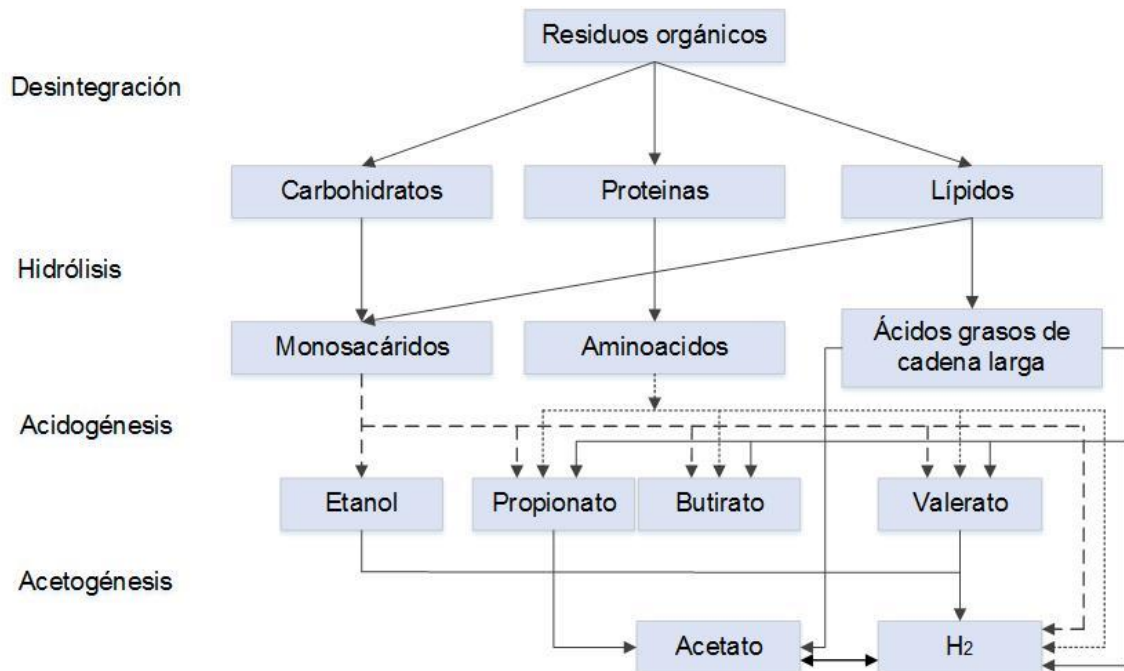 Residuos orgánicos
Desintegración
Carbohidratos
Proteinas
Lípidos
Hidrólisis
Monosacáridos
Aminoacidos
Ácidos grasos de
cadena larga
Acidogénesis
Etanol
Propionato
Butirato
Valerato
Acetogénesis
Acetato
H2